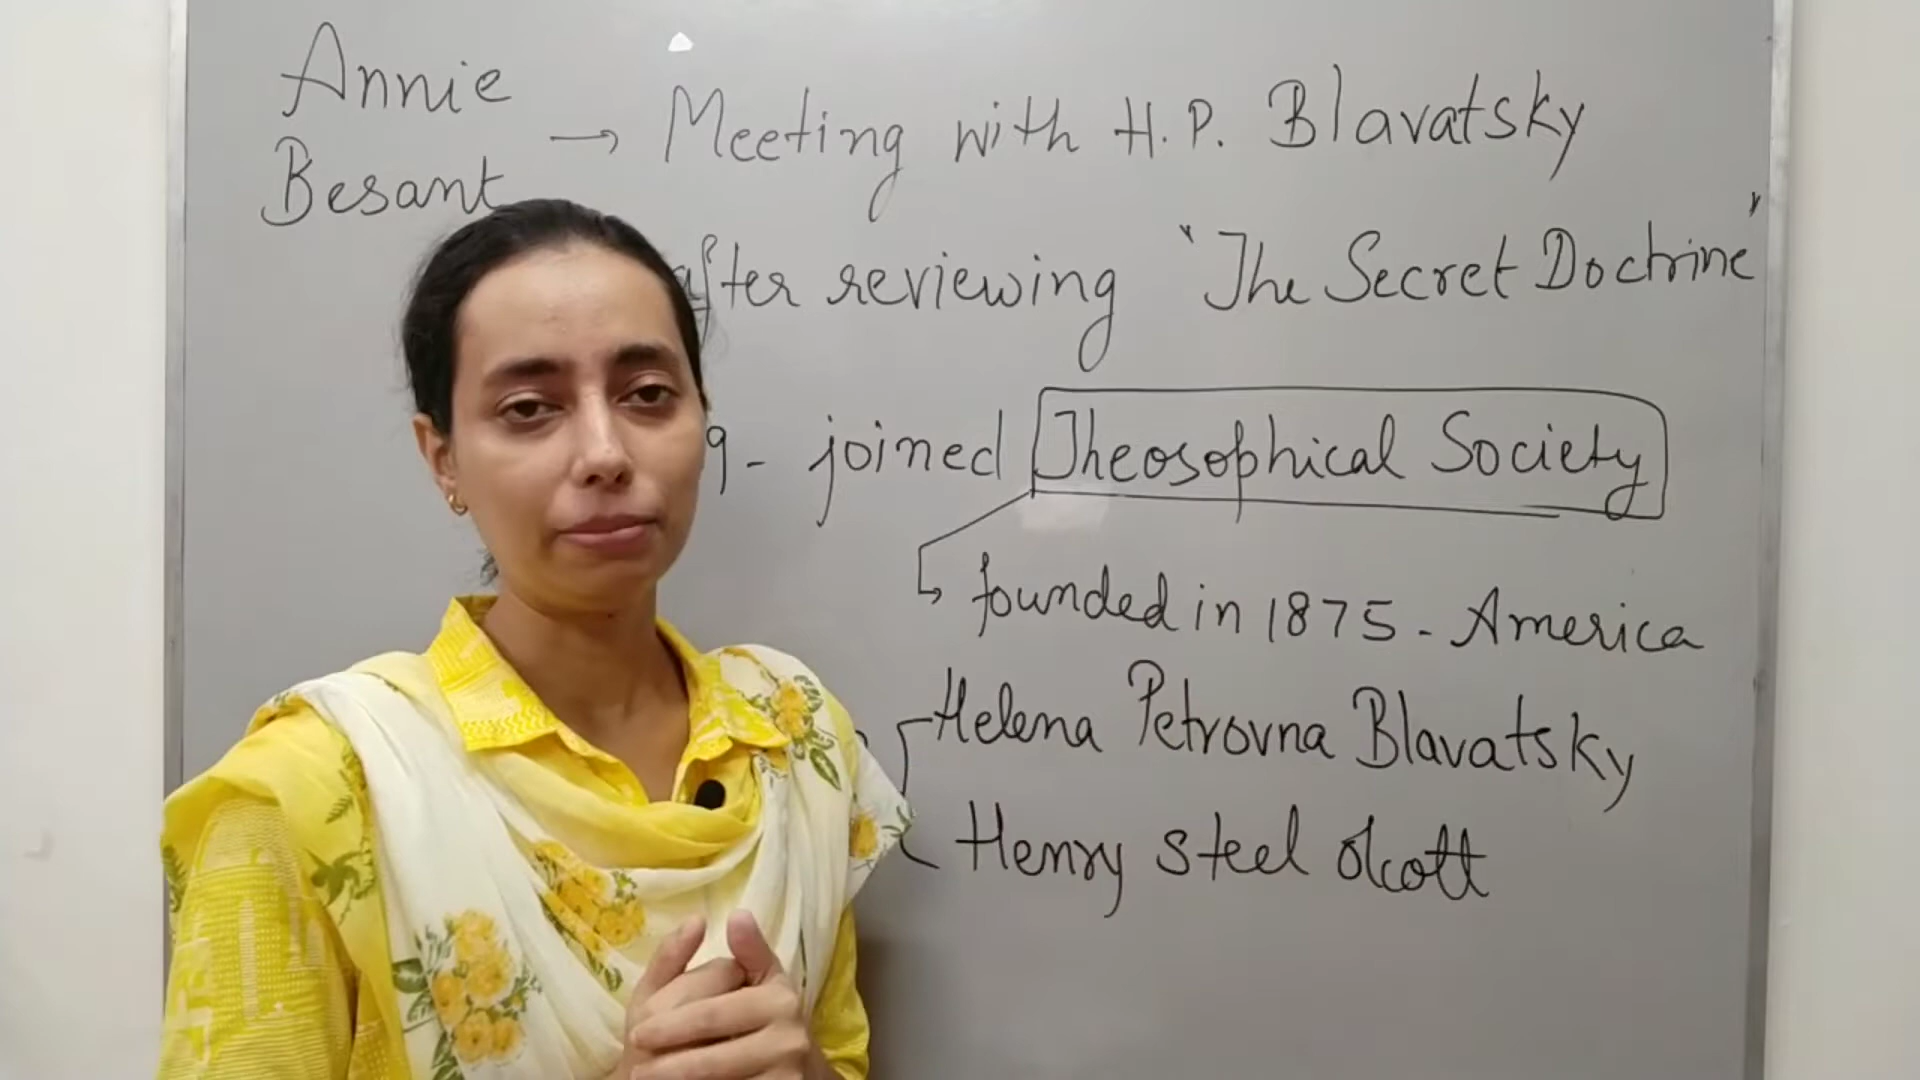 Annie
Besant → Meeting with H.P. Blavatsky
after reviewing "The Secret Doctrine"
9 - joined Theosophical Society
founded in 1875 - America
Helena Petrovna Blavatsky
Henry Steel Olcott